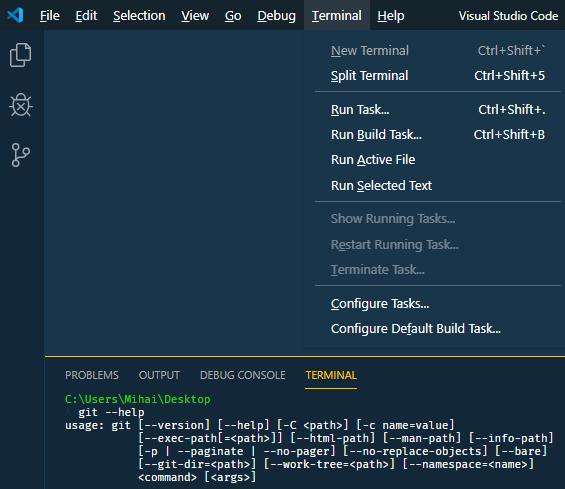 File Edit Selection View Go Debug Terminal Help Visual Studio Code
New Terminal Ctrl+Shift+`
Split Terminal Ctrl+Shift+5
Run Task... Ctrl+Shift+.
Run Build Task... Ctrl+Shift+B
Run Active File
Run Selected Text
Show Running Tasks...
Restart Running Task...
Terminate Task...
Configure Tasks...
Configure Default Build Task...
PROBLEMS OUTPUT DEBUG CONSOLE TERMINAL
C:\Users\Mihai\Desktop
git --help
usage: git [--version] [--help] [-C <path>] [-c name=value]
[--exec-path[=<path>]] [--html-path] [--man-path] [--info-path]
[-p | --paginate | --no-pager] [--no-replace-objects] [--bare]
[--git-dir=<path>] [--work-tree=<path>] [--namespace=<name>]
<command> [<args>]